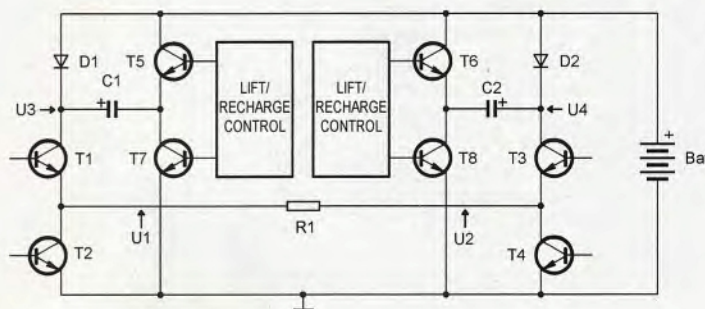 D1
T5
T6
D2
C1
C2
U3
U4
LIFT/
RECHARGE
CONTROL
LIFT/
RECHARGE
CONTROL
T1
T7
T8
T3
Ba
R1
U1
U2
T2
T4